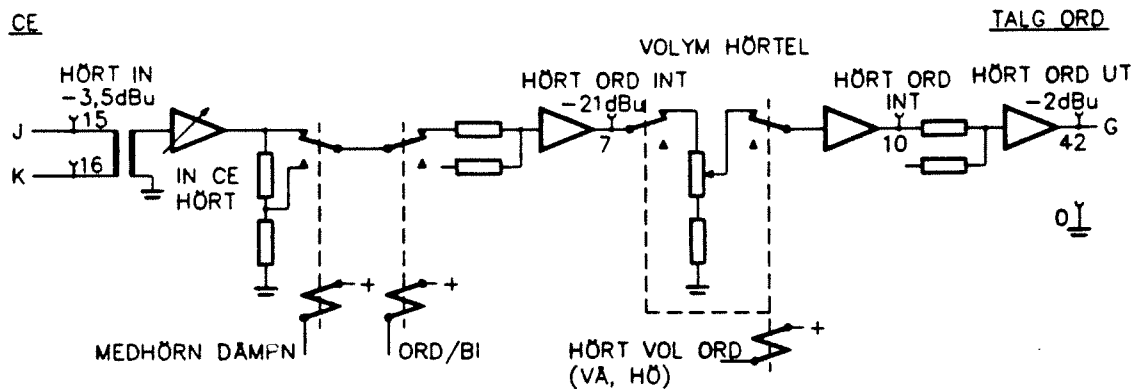 CE
TALG ORD
VOLYM HÖRTEL
HÖRT IN
-3,5dBu
HÖRT ORD INT
-21dBu
HÖRT ORD
INT
HÖRT ORD UT
-2dBu
J
15
K
16
IN CE
HÖRT
7
10
42
G
0
+
+
+
MEDHÖRN DÄMPN
ORD/BI
HÖRT VOL ORD
(VÄ, HÖ)